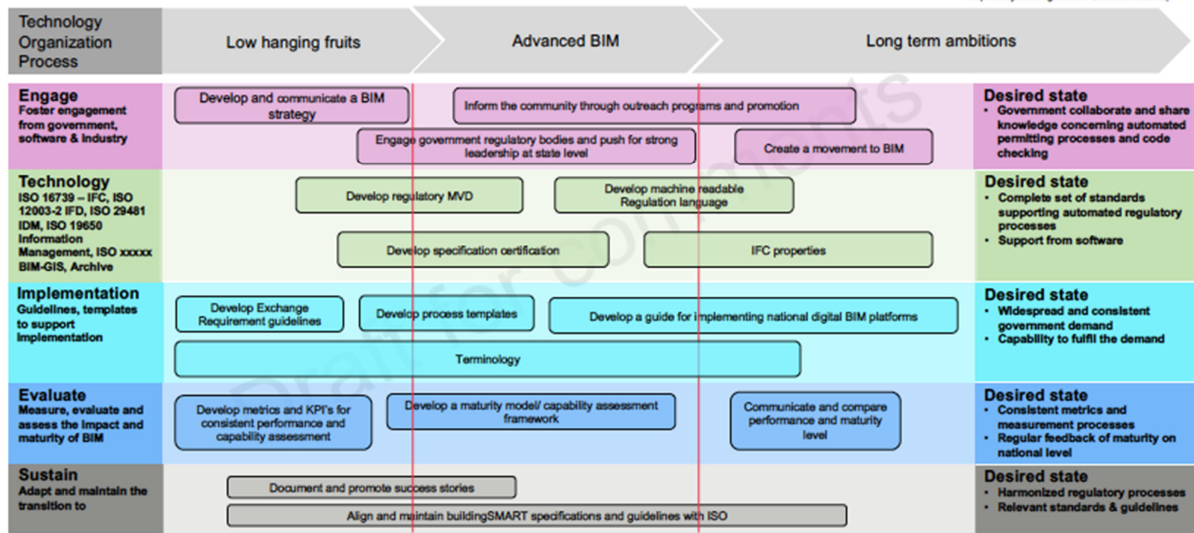 Technology
Organization
Process
Low hanging fruits
Advanced BIM
Long term ambitions
Engage
Foster engagement
from government,
software & Industry
Develop and communicate a BIM
strategy
Inform the community through outreach programs and promotion
Engage government regulatory bodies and push for strong
leadership at state level
Create a movement to BIM
Desired state
• Government collaborate and share
knowledge concerning automated
permitting processes and code
checking
Technology
ISO 16739 – IFC, ISO
12003-2 IFD, ISO 29481
IDM, ISO 19650
Information
Management, ISO xxxxx
BIM-GIS, Archive
Develop regulatory MVD
Develop machine readable
Regulation language
Develop specification certification
IFC properties
Desired state
• Complete set of standards
supporting automated regulatory
processes
• Support from software
Implementation
Guidelines, templates
to support
Implementation
Develop Exchange
Requirement guidelines
Develop process templates
Develop a guide for implementing national digital BIM platforms
Terminology
Desired state
• Widespread and consistent
government demand
• Capability to fulfil the demand
Evaluate
Measure, evaluate and
assess the impact and
maturity of BIM
Develop metrics and KPI's for
consistent performance and
capability assessment
Develop a maturity model/ capability assessment
framework
Communicate and compare
performance and maturity
level
Desired state
• Consistent metrics and
measurement processes
• Regular feedback of maturity on
national level
Sustain
Adapt and maintain the
transition to
Document and promote success stories
Align and maintain buildingSMART specifications and guidelines with ISO
Desired state
• Harmonized regulatory processes
• Relevant standards & guidelines
Draft for comments